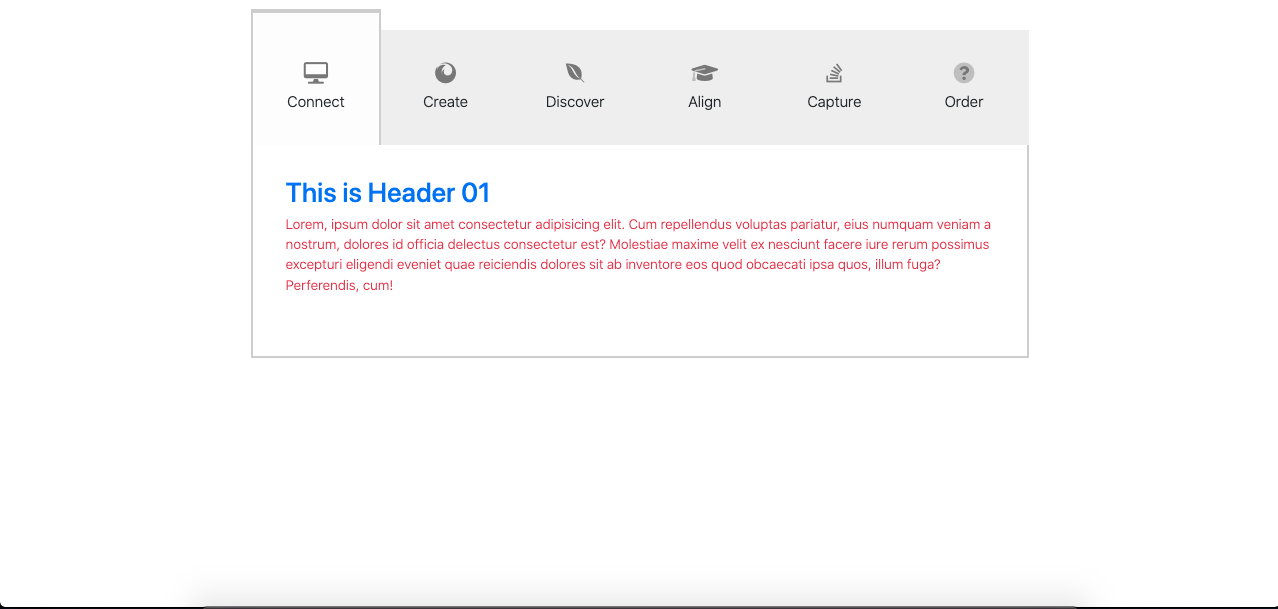 Connect
Create
Discover
Align
Capture
Order
This is Header 01
Lorem, ipsum dolor sit amet consectetur adipisicing elit. Cum repellendus voluptas pariatur, eius numquam veniam a
nostrum, dolores id officia delectus consectetur est? Molestiae maxime velit ex nesciunt facere iure rerum possimus
excepturi eligendi eveniet quae reiciendis dolores sit ab inventore eos quod obcaecati ipsa quos, illum fuga?
Perferendis, cum!